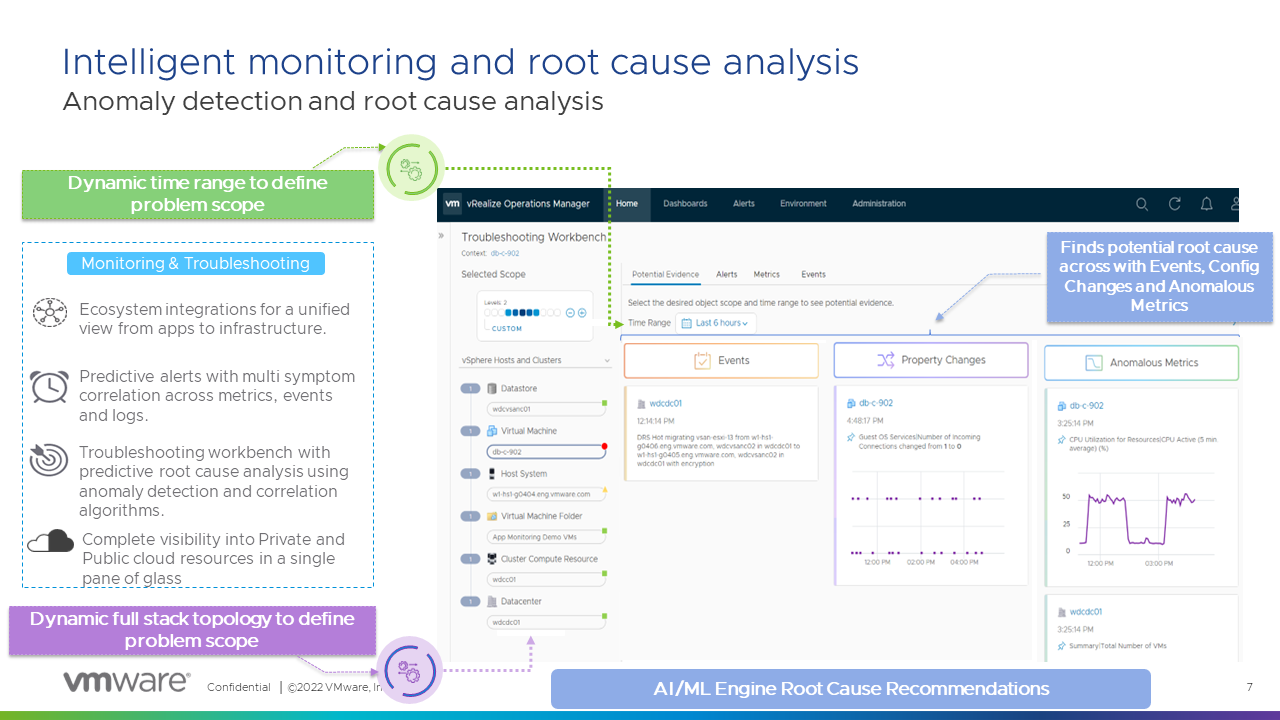 Intelligent monitoring and root cause analysis
Anomaly detection and root cause analysis
Dynamic time range to define
problem scope
Monitoring & Troubleshooting
Ecosystem integrations for a unified
view from apps to infrastructure.
Predictive alerts with multi symptom
correlation across metrics, events
and logs.
Troubleshooting workbench with
predictive root cause analysis using
anomaly detection and correlation
algorithms.
Complete visibility into Private and
Public cloud resources in a single
pane of glass
Dynamic full stack topology to define
problem scope
vm vRealize Operations Manager Home Dashboards Alerts Environment Administration
» Troubleshooting Workbench
Context: db-c-902
Selected Scope
Levels: 2
CUSTOM
vSphere Hosts and Clusters
1 Datastore
wdcvsanc01
1 Virtual Machine
db-c-902
1 Host System
w1-hs1-g0404.eng.vmware.com
1 Virtual Machine Folder
App Monitoring Demo VMs
1 Cluster Compute Resource
wdcc01
1 Datacenter
wdcdc01
Potential Evidence Alerts Metrics Events
Select the desired object scope and time range to see potential evidence.
Time Range Last 6 hours
Finds potential root cause
across with Events, Config
Changes and Anomalous
Metrics
Events
wdcdc01
12:14:14 PM
DRS Hot migrating vsan-esxi-13 from w1-hs1-
g0406.eng.vmware.com, wdcvsanc02 in wdcdc01 to
w1-hs1-g0405.eng.vmware.com, wdcvsanc02 in
wdcdc01 with encryption
Property Changes
db-c-902
4:48:17 PM
Guest OS Services|Number of Incoming
Connections changed from 1 to 0
12:00 PM 02:00 PM 04:00 PM
Anomalous Metrics
db-c-902
3:25:14 PM
CPU Utilization for Resources|CPU Active (5 min.
average) (%)
50
25
0
12:00 PM 03:00 PM
wdcdc01
3:25:14 PM
Summary|Total Number of VMs
AI/ML Engine Root Cause Recommendations
vmware® Confidential | ©2022 VMware, In
7